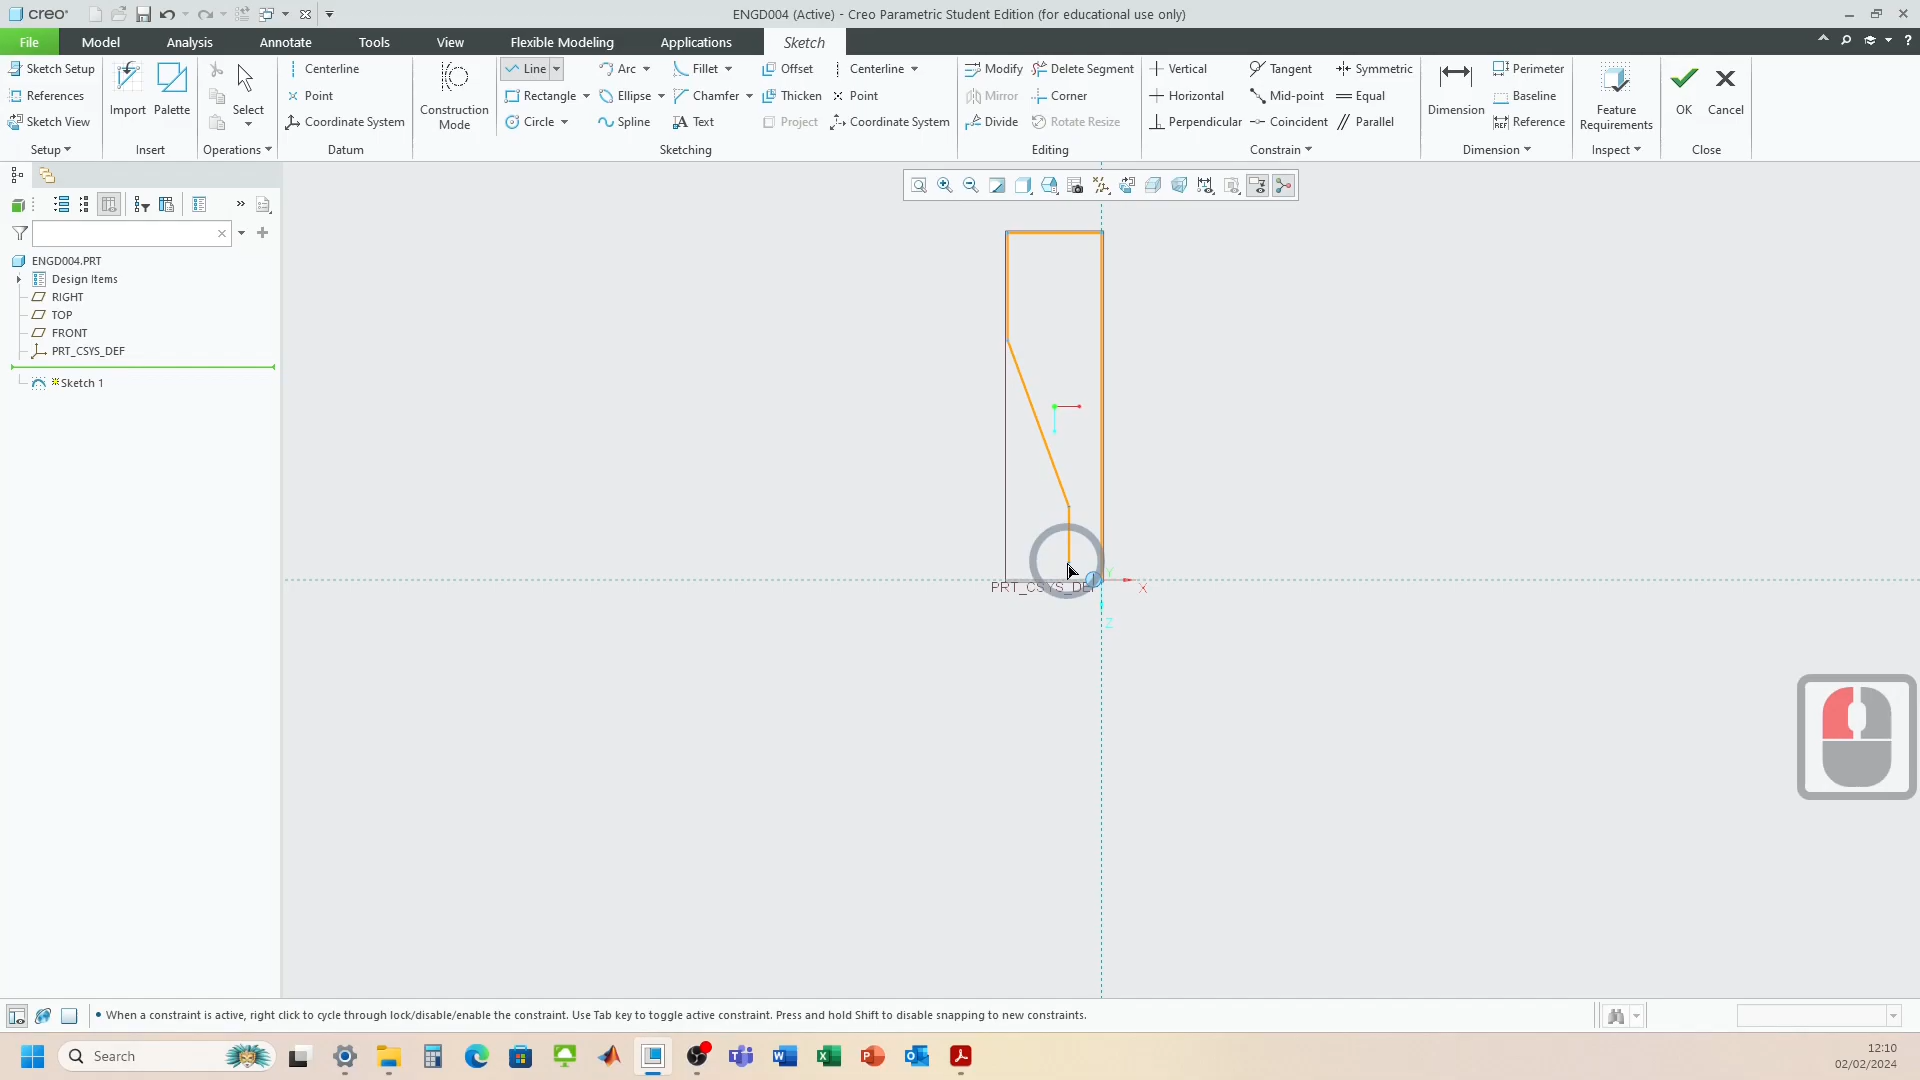 creo°
ENGD004 (Active) - Creo Parametric Student Edition (for educational use only)
File Model Analysis Annotate Tools View Flexible Modeling Applications Sketch
Sketch Setup
References
Sketch View
Setup
Import
Palette
Insert
Select
Operations
Centerline
Point
Coordinate System
Datum
Construction
Mode
Line
Rectangle
Circle
Arc
Ellipse
Spline
Fillet
Chamfer
Text
Offset
Thicken
Project
Centerline
Point
Coordinate System
Sketching
Modify
Mirror
Divide
Delete Segment
Corner
Rotate Resize
Editing
Vertical
Horizontal
Perpendicular
Tangent
Mid-point
Coincident
Symmetric
Equal
Parallel
Constrain
Dimension
Perimeter
Baseline
Reference
Dimension
Feature
Requirements
Inspect
OK
Cancel
Close
ENGD004.PRT
Design Items
RIGHT
TOP
FRONT
PRT_CSYS_DEF
Sketch 1
PRT_CSYS_DEF
Y
X
Z
When a constraint is active, right click to cycle through lock/disable/enable the constraint. Use Tab key to toggle active constraint. Press and hold Shift to disable snapping to new constraints.
Search
12:10
02/02/2024